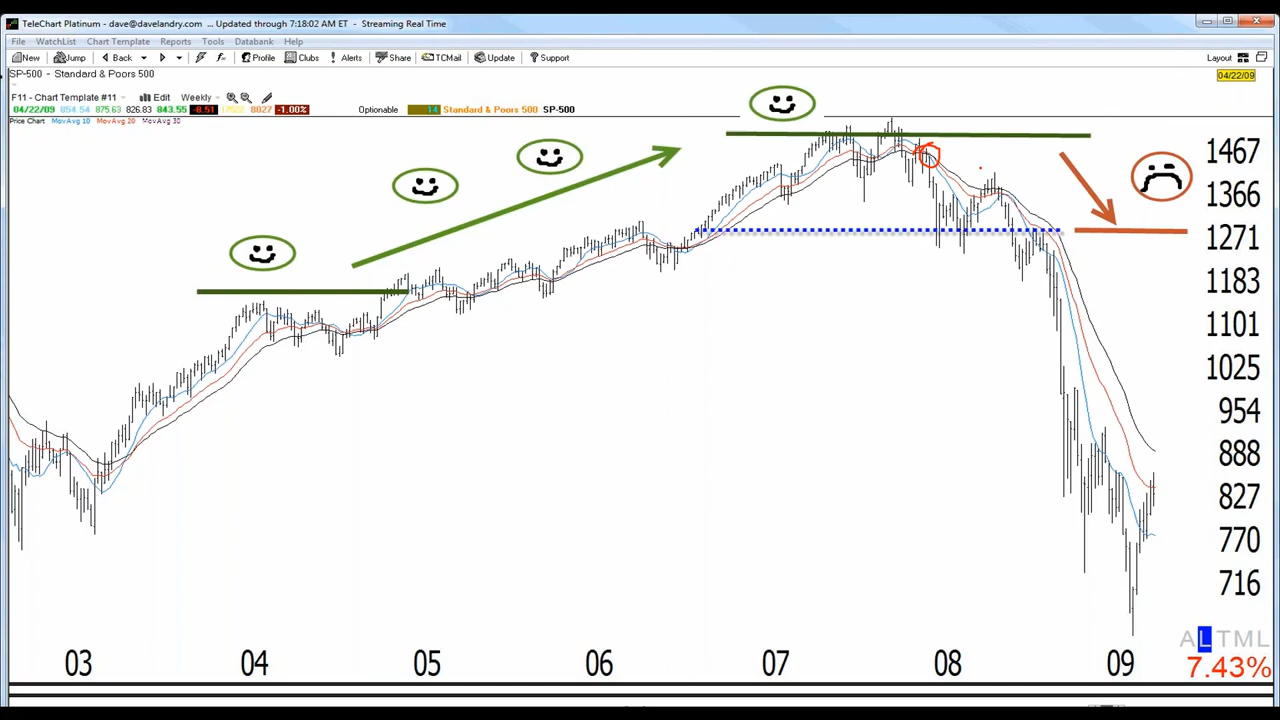 TeleChart Platinum - dave@davelandry.com ... Updated through 7:18:02 AM ET - Streaming Real Time
File WatchList Chart Template Reports Tools Databank Help
New Jump Back Edit Profile Clubs Alerts Share TCMail Update Support Layout
SP-500 - Standard & Poors 500
04/22/09
F11 - Chart Template #11 Edit Weekly
04/22/09 854.54 875.63 826.83 843.55 -8.51 8027 -1.00% Optionable 14 Standard & Poors 500 SP-500
Price Chart MovAvg 10 MovAvg 20 MovAvg 30
1467
1366
1271
1183
1101
1025
954
888
827
770
716
A L T M L
03 04 05 06 07 08 09
7.43%